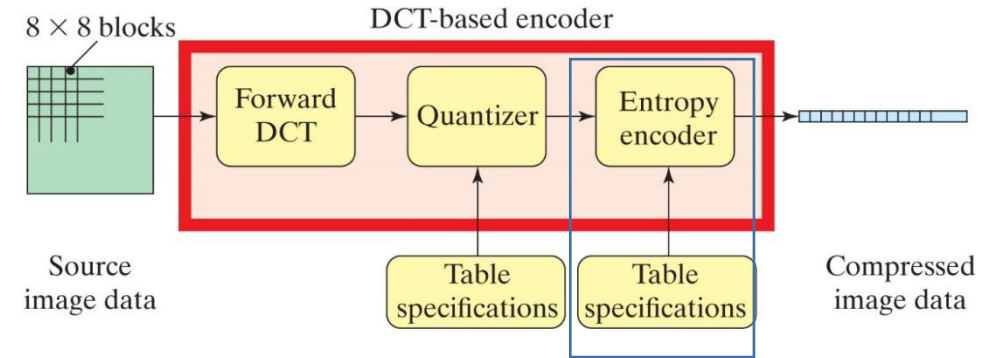 DCT-based encoder
8 × 8 blocks
Forward
DCT
Quantizer
Entropy
encoder
Source
image data
Table
specifications
Table
specifications
Compressed
image data